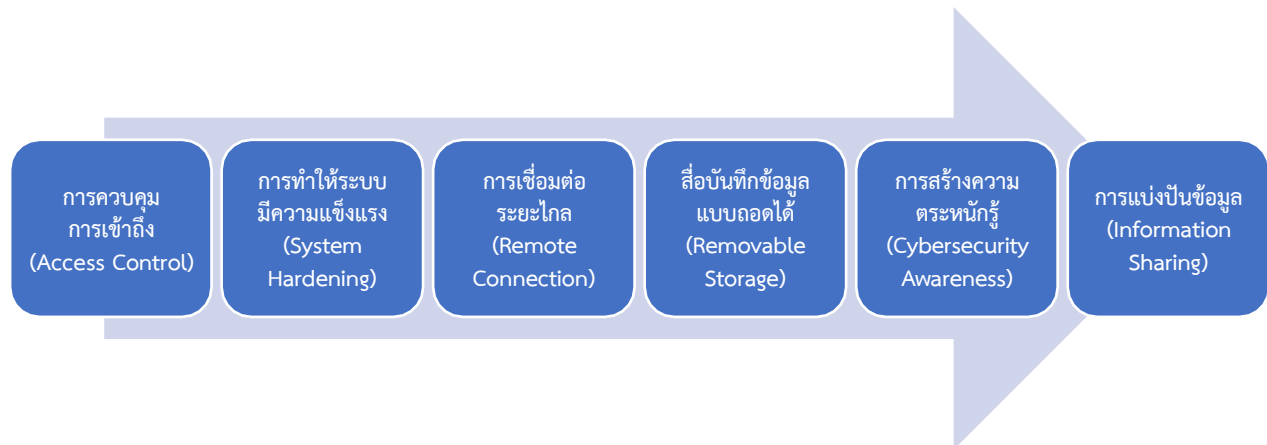 การควบคุม
การเข้าถึง
(Access Control)
การทำให้ระบบ
มีความแข็งแรง
(System
Hardening)
การเชื่อมต่อ
ระยะไกล
(Remote
Connection)
สื่อบันทึกข้อมูล
แบบถอดได้
(Removable
Storage)
การสร้างความ
ตระหนักรู้
(Cybersecurity
Awareness)
การแบ่งปันข้อมูล
(Information
Sharing)